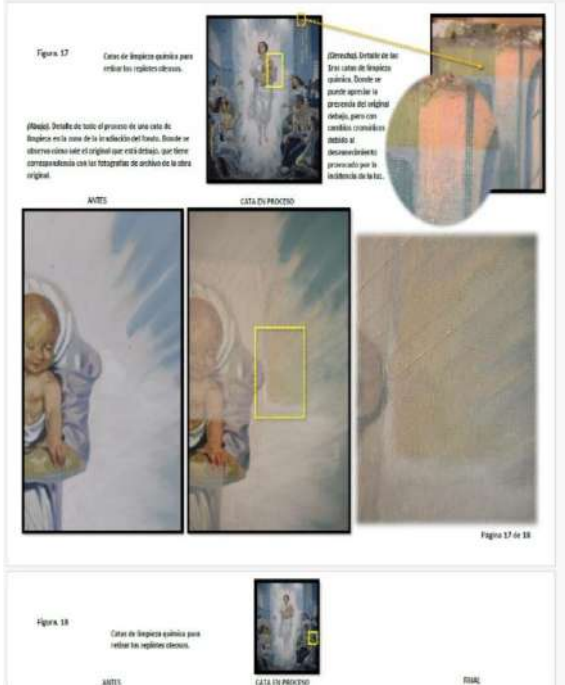 Figura. 17
Catas de limpieza química para
retirar los repintes oleosos.
(Derecha). Detalle de las
tres catas de limpieza
química. Donde se
puede apreciar la
presencia del original
debajo, pero con
cambios cromáticos
debido al
desvanecimiento
provocado por la
incidencia de la luz.
(Abajo). Detalle de todo el proceso de una cata de
limpieza en la zona de la irradiación del fondo. Donde se
observa cómo sale el original que está debajo, que tiene
correspondencia con las fotografías de archivo de la obra
original.
ANTES
CATA EN PROCESO
Página 17 de 18
Figura. 18
Catas de limpieza química para
retirar los repintes oleosos.
ANTES
CATA EN PROCESO
FINAL